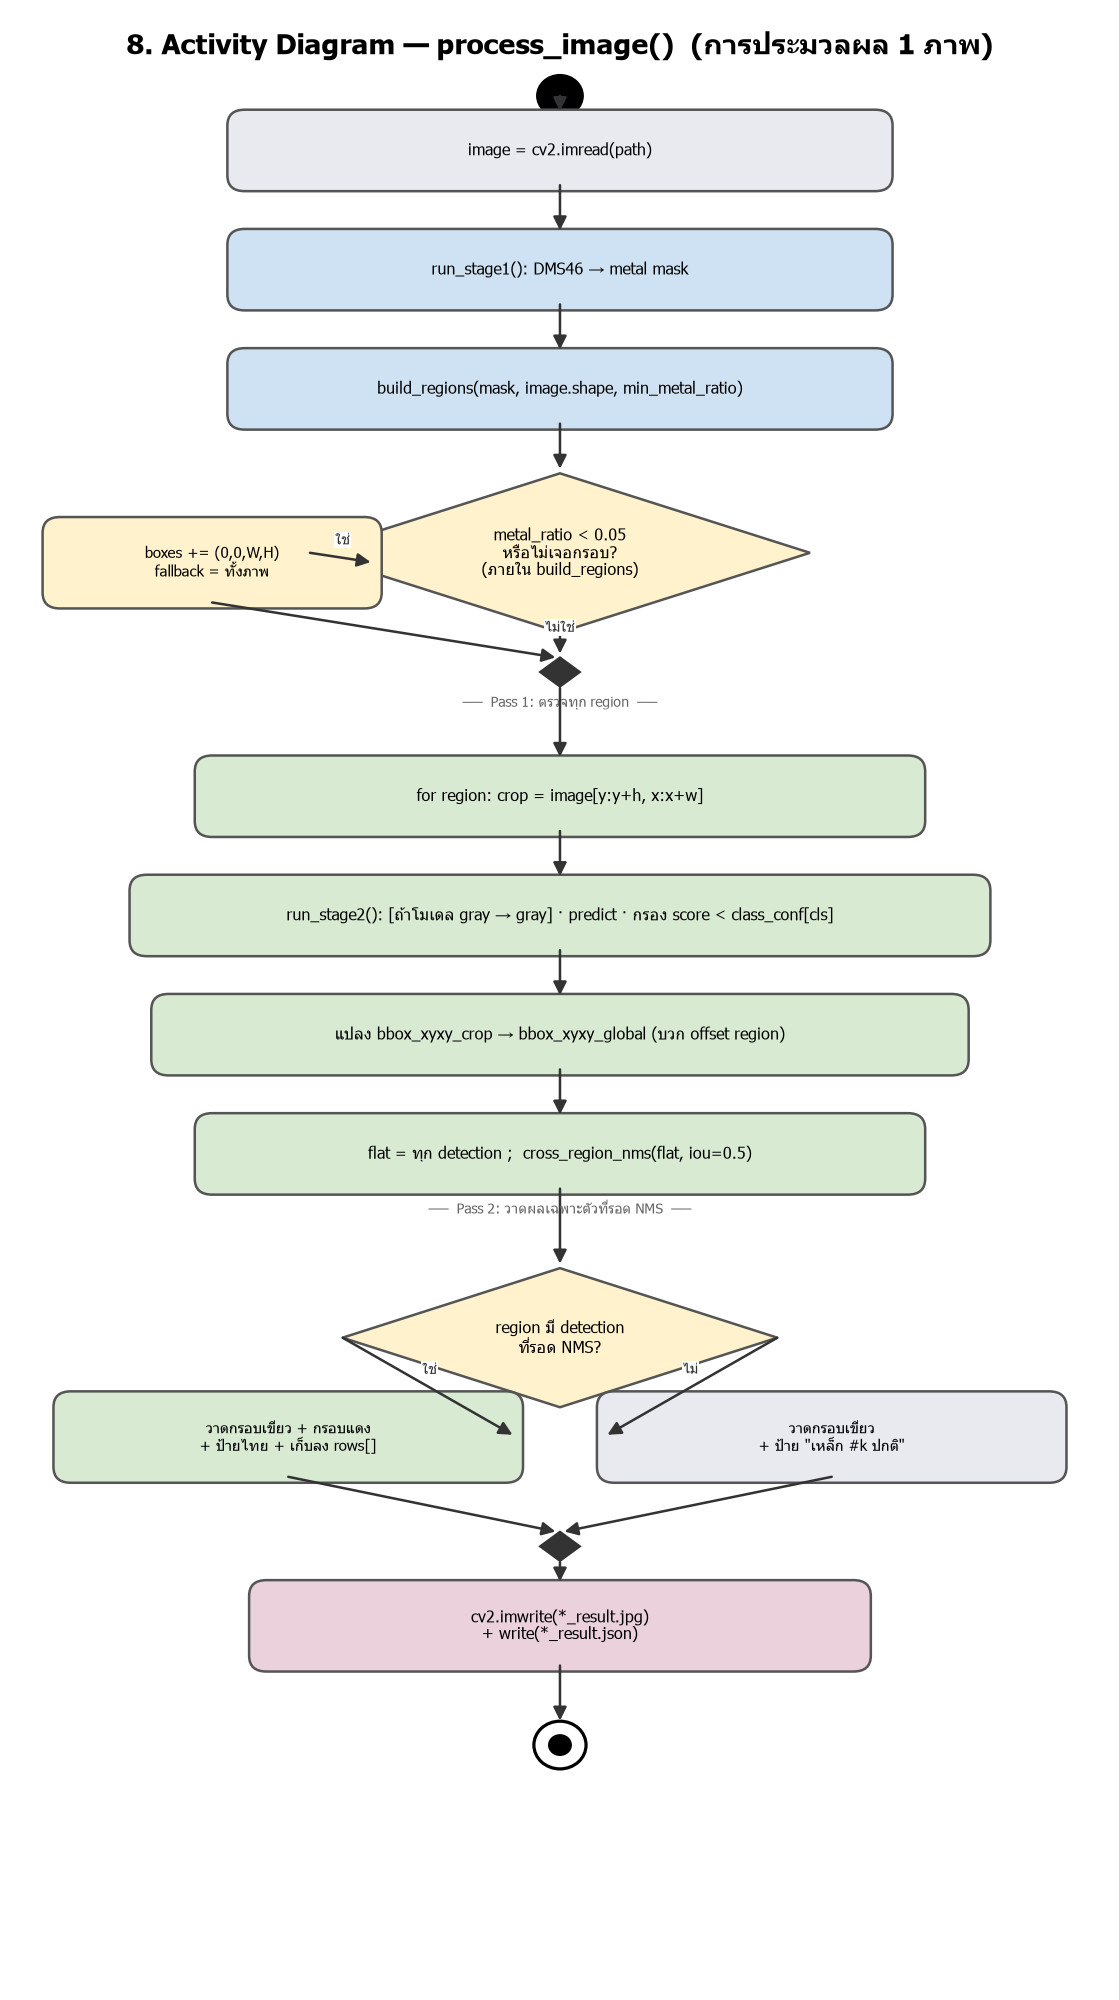 8. Activity Diagram — process_image()  (การประมวลผล 1 ภาพ)
image = cv2.imread(path)
run_stage1(): DMS46 → metal mask
build_regions(mask, image.shape, min_metal_ratio)
metal_ratio < 0.05
หรือไม่เจอกรอบ?
(ภายใน build_regions)
ใช่
boxes += (0,0,W,H)
fallback = ทั้งภาพ
ไม่ใช่
── Pass 1: ตรวจทุก region ──
for region: crop = image[y:y+h, x:x+w]
run_stage2(): [ถ้าโมเดล gray → gray] · predict · กรอง score < class_conf[cls]
แปลง bbox_xyxy_crop → bbox_xyxy_global (บวก offset region)
flat = ทุก detection ;  cross_region_nms(flat, iou=0.5)
── Pass 2: วาดผลเฉพาะตัวที่รอด NMS ──
region มี detection
ที่รอด NMS?
ใช่
ไม่
วาดกรอบเขียว + กรอบแดง
+ ป้ายไทย + เก็บลง rows[]
วาดกรอบเขียว
+ ป้าย "เหล็ก #k ปกติ"
cv2.imwrite(*_result.jpg)
+ write(*_result.json)